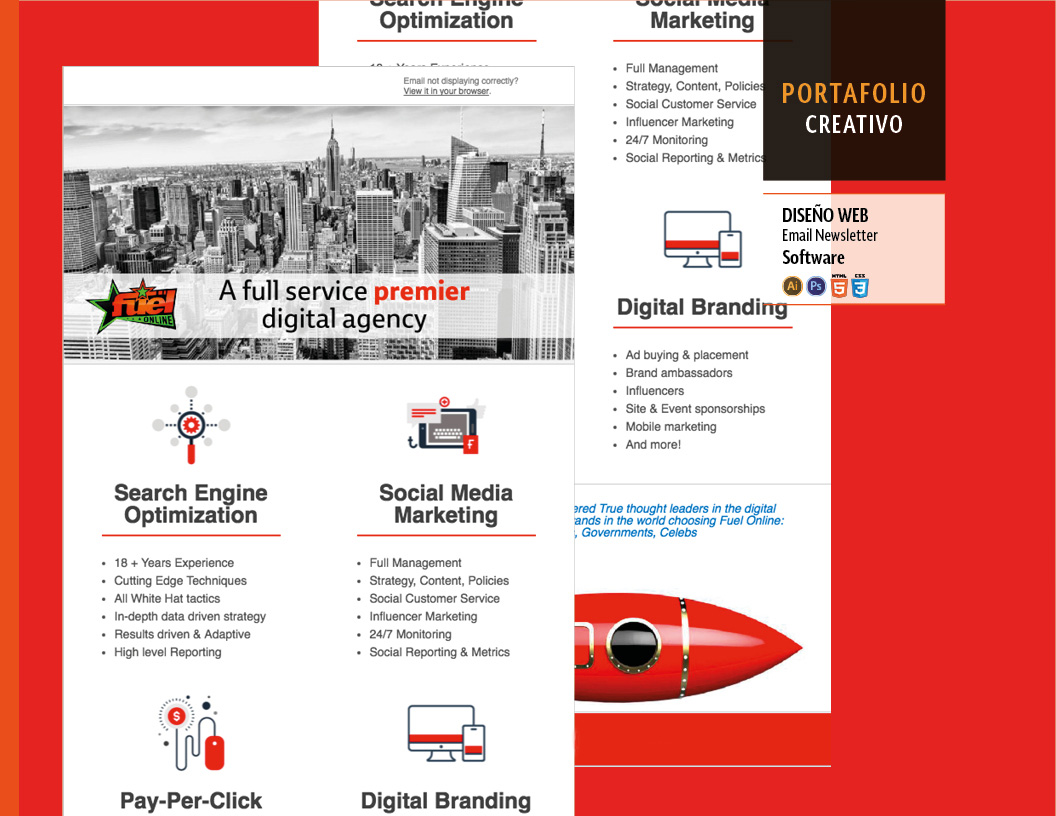 Email not displaying correctly?
View it in your browser.
FUEL
ONLINE
A full service premier
digital agency
Search Engine
Optimization
18 + Years Experience
Cutting Edge Techniques
All White Hat tactics
In-depth data driven strategy
Results driven & Adaptive
High level Reporting
Social Media
Marketing
Full Management
Strategy, Content, Policies
Social Customer Service
Influencer Marketing
24/7 Monitoring
Social Reporting & Metrics
Pay-Per-Click
Digital Branding
Search Engine
Optimization
18 + Years Experience
Social Media
Marketing
Full Management
Strategy, Content, Policies
Social Customer Service
Influencer Marketing
24/7 Monitoring
Social Reporting & Metrics
Digital Branding
Ad buying & placement
Brand ambassadors
Influencers
Site & Event sponsorships
Mobile marketing
And more!
ered True thought leaders in the digital
ands in the world choosing Fuel Online:
, Governments, Celebs
PORTAFOLIO
CREATIVO
DISEÑO WEB
Email Newsletter
Software
Ai Ps HTML 5 CSS 3